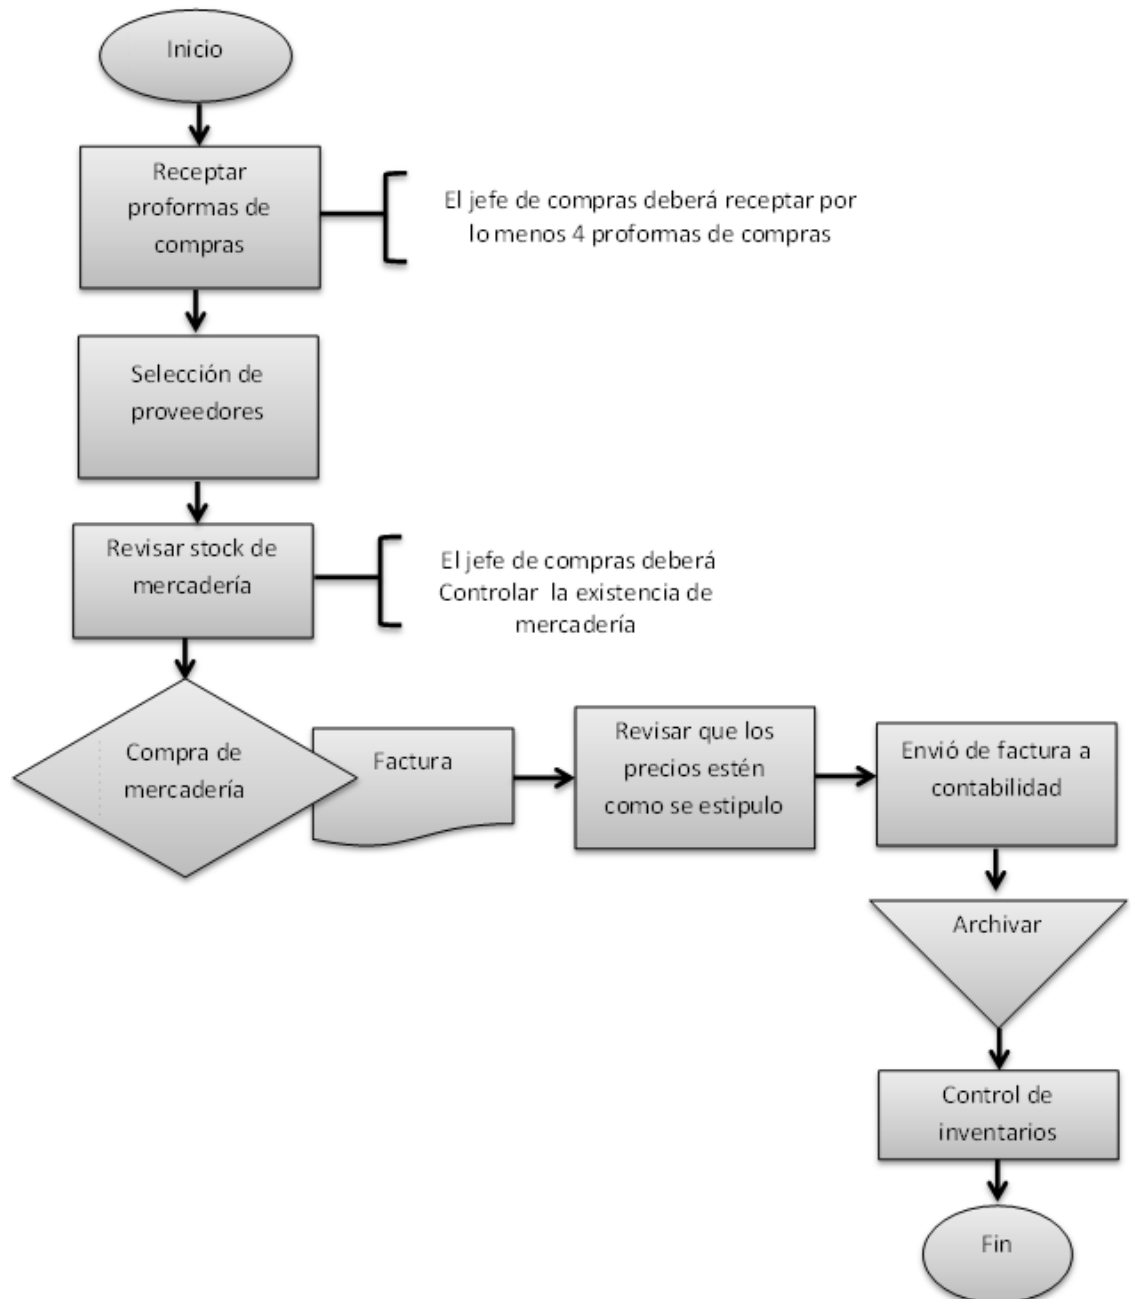 Inicio
Receptar
proformas de
compras
El jefe de compras deberá receptar por
lo menos 4 proformas de compras
Selección de
proveedores
Revisar stock de
mercadería
El jefe de compras deberá
Controlar la existencia de
mercadería
Compra de
mercadería
Factura
Revisar que los
precios estén
como se estipulo
Envió de factura a
contabilidad
Archivar
Control de
inventarios
Fin